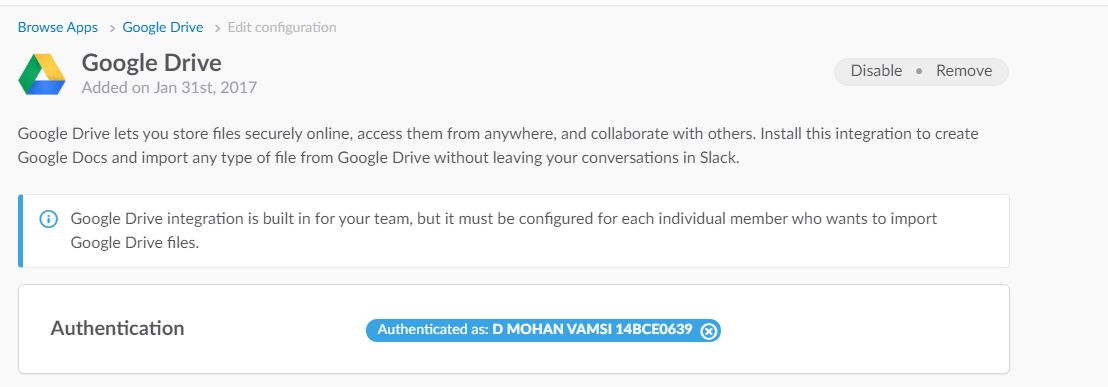 Browse Apps > Google Drive > Edit configuration
Google Drive
Added on Jan 31st, 2017
Disable • Remove
Google Drive lets you store files securely online, access them from anywhere, and collaborate with others. Install this integration to create
Google Docs and import any type of file from Google Drive without leaving your conversations in Slack.
Google Drive integration is built in for your team, but it must be configured for each individual member who wants to import
Google Drive files.
Authentication
Authenticated as: D MOHAN VAMSI 14BCE0639